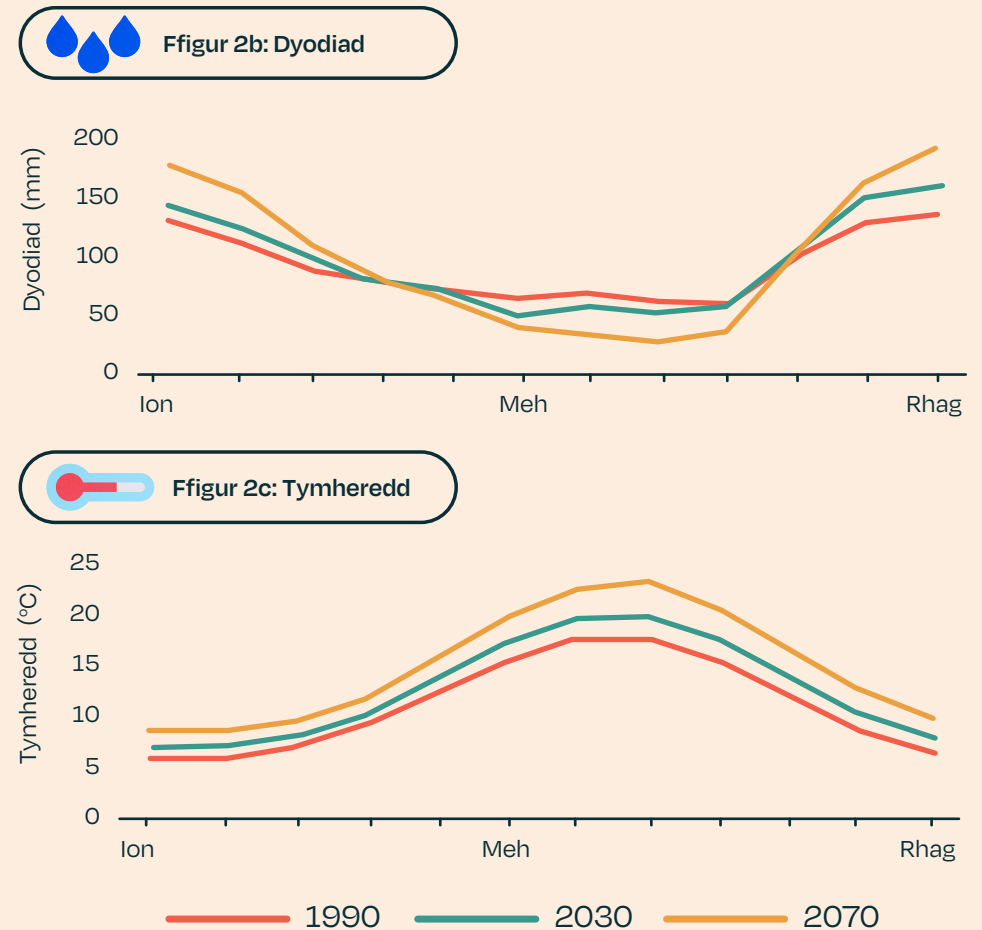 Ffigur 2b: Dyodiad
Dyodiad (mm)
200
150
100
50
0
Ion Meh Rhag
Ffigur 2c: Tymheredd
Tymheredd (°C)
25
20
15
10
5
0
Ion Meh Rhag
1990 2030 2070